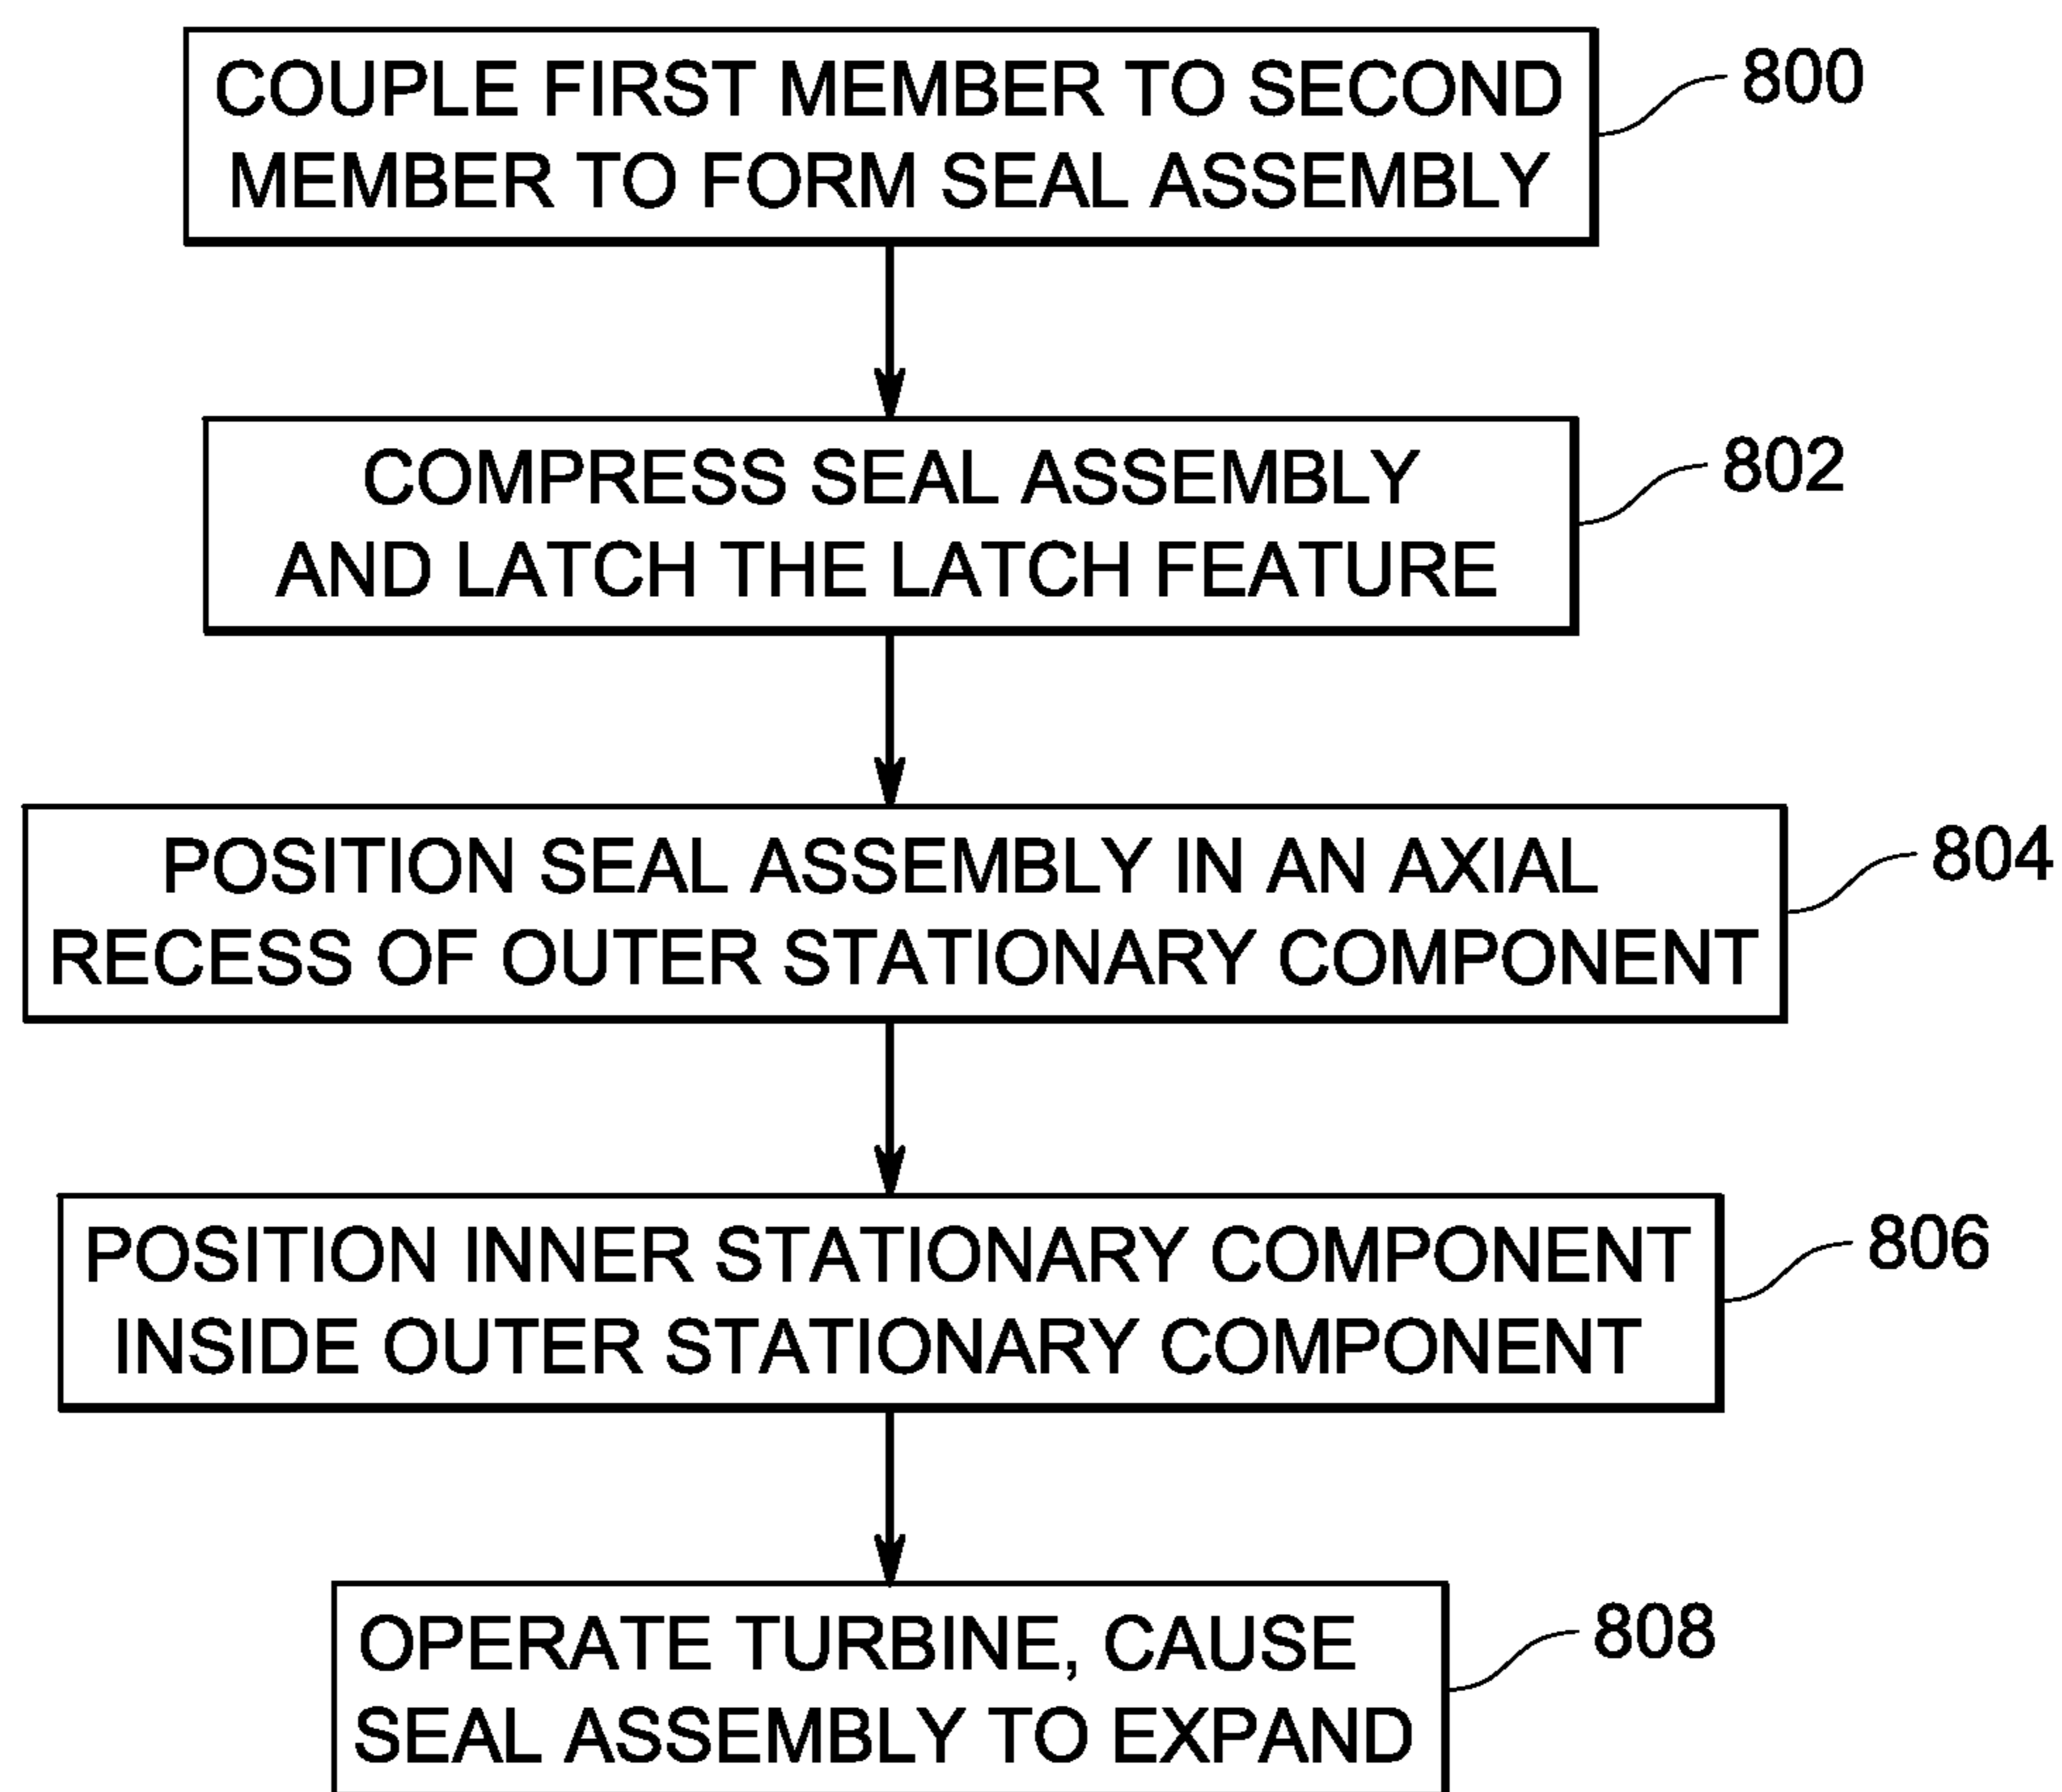 COUPLE FIRST MEMBER TO SECOND
MEMBER TO FORM SEAL ASSEMBLY
800
COMPRESS SEAL ASSEMBLY
AND LATCH THE LATCH FEATURE
802
POSITION SEAL ASSEMBLY IN AN AXIAL
RECESS OF OUTER STATIONARY COMPONENT
804
POSITION INNER STATIONARY COMPONENT
INSIDE OUTER STATIONARY COMPONENT
806
OPERATE TURBINE, CAUSE
SEAL ASSEMBLY TO EXPAND
808